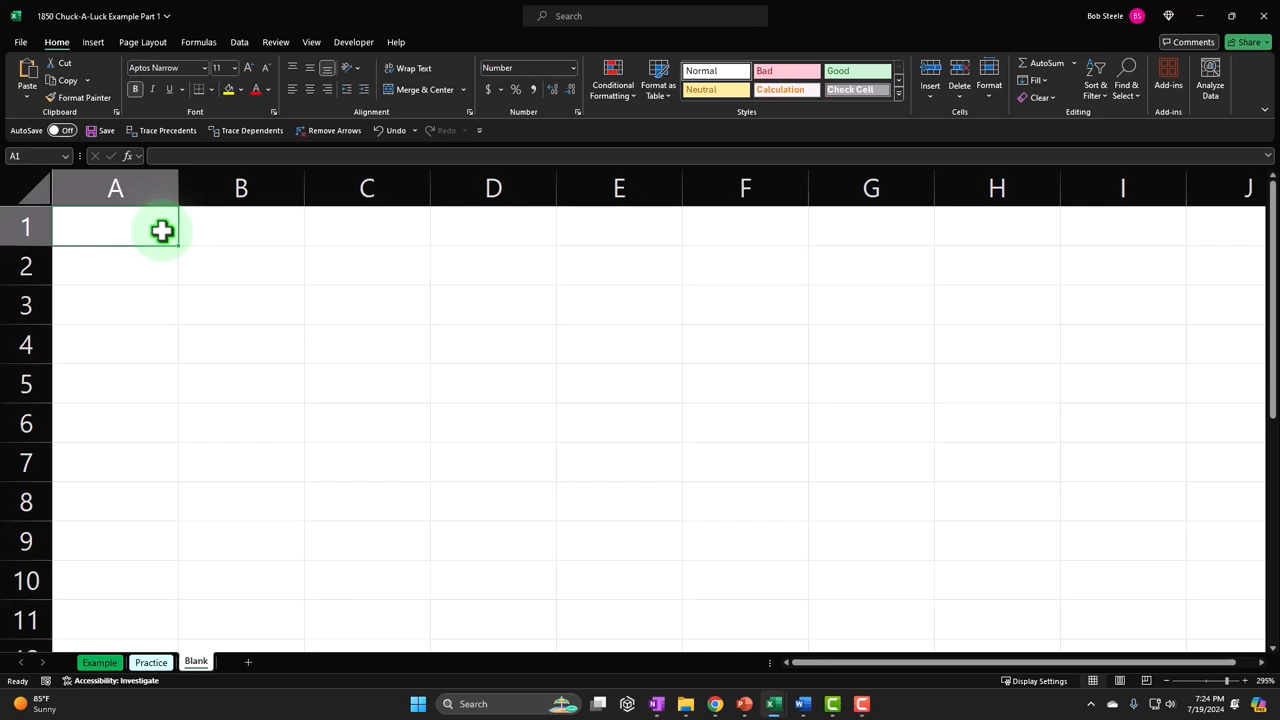 1850 Chuck-A-Luck Example Part 1
Search
Bob Steele
BS
File
Home
Insert
Page Layout
Formulas
Data
Review
View
Developer
Help
Comments
Share
Paste
Cut
Copy
Format Painter
Clipboard
Aptos Narrow
11
B I U
Font
Wrap Text
Merge & Center
Alignment
Number
$ % 9
Number
Conditional
Formatting
Format as
Table
Normal
Bad
Good
Neutral
Calculation
Check Cell
Styles
Insert
Delete
Format
Cells
AutoSum
Fill
Clear
Sort &
Filter
Find &
Select
Editing
Add-ins
Add-ins
Analyze
Data
AutoSave
Off
Save
Trace Precedents
Trace Dependents
Remove Arrows
Undo
Redo
A1
fx
A B C D E F G H I J
1
2
3
4
5
6
7
8
9
10
11
Example
Practice
Blank
Ready
Accessibility: Investigate
Display Settings
295%
85°F
Sunny
Search
7:24 PM
7/19/2024